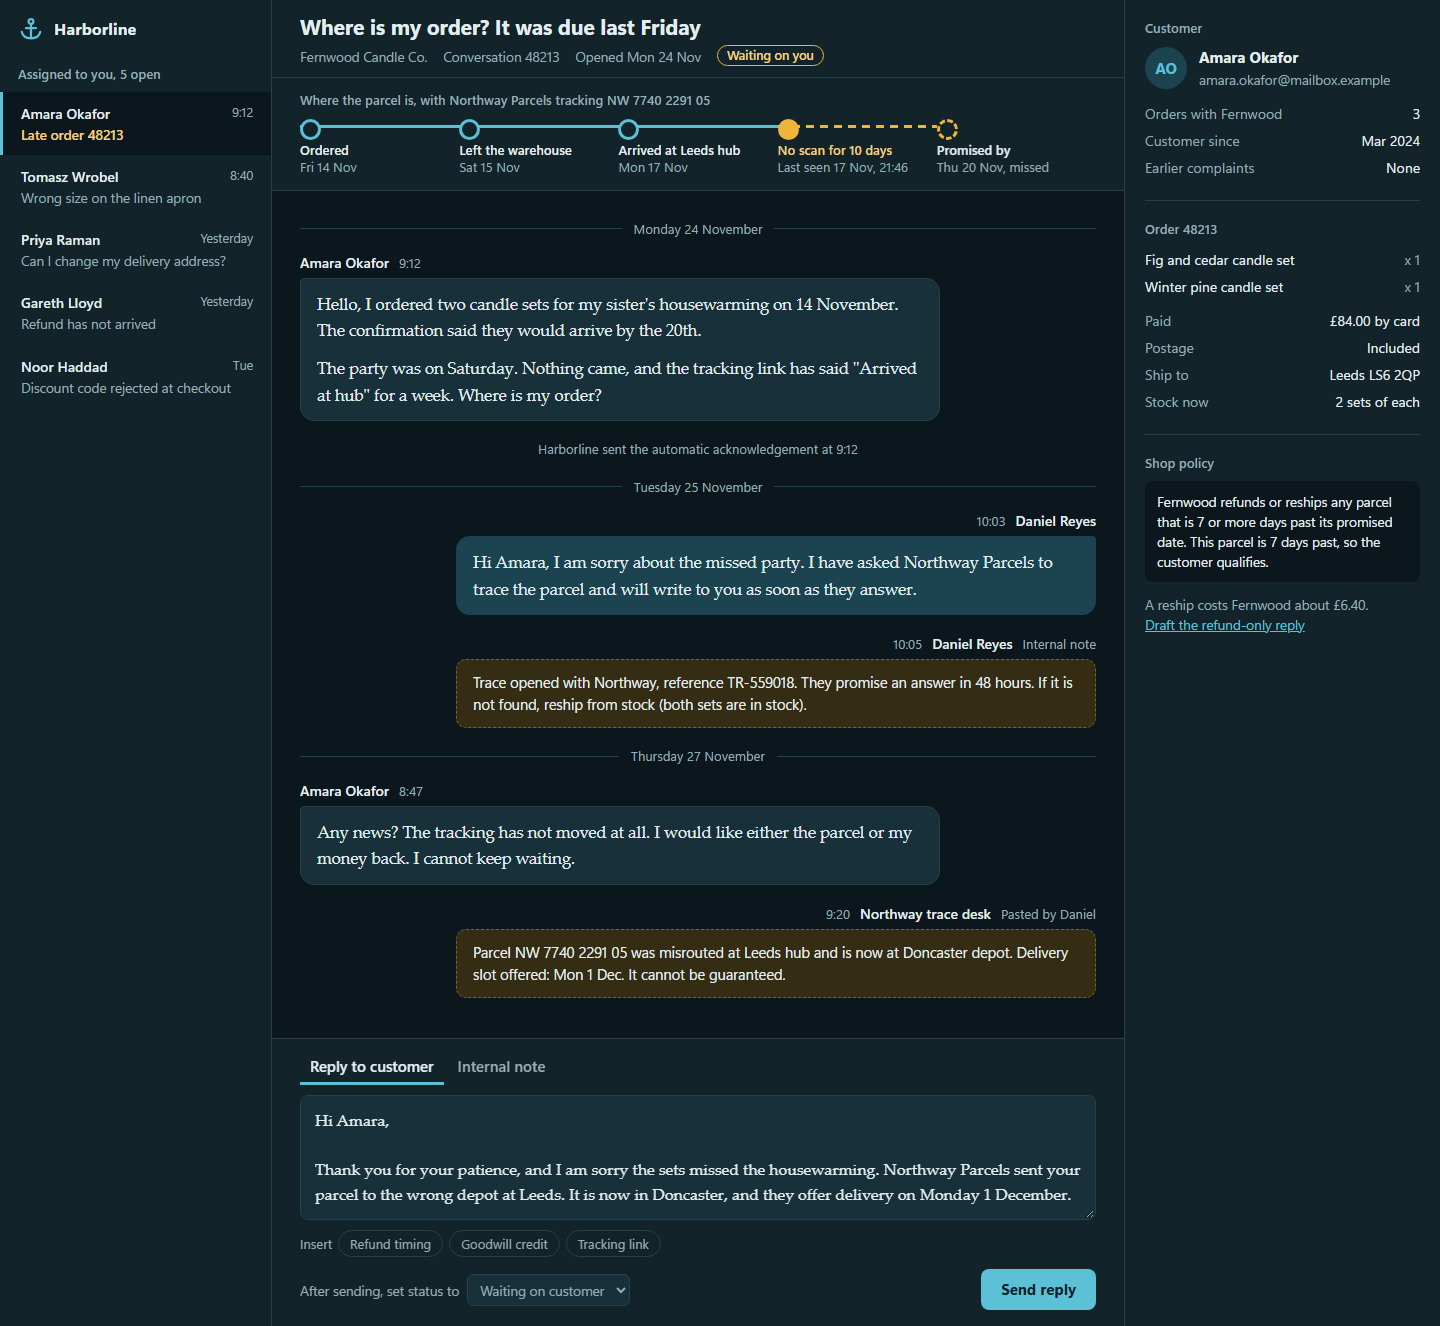 Harborline
Assigned to you, 5 open
Amara Okafor 9:12
Late order 48213
Tomasz Wrobel 8:40
Wrong size on the linen apron
Priya Raman Yesterday
Can I change my delivery address?
Gareth Lloyd Yesterday
Refund has not arrived
Noor Haddad Tue
Discount code rejected at checkout
Where is my order? It was due last Friday
Fernwood Candle Co. Conversation 48213 Opened Mon 24 Nov Waiting on you
Where the parcel is, with Northway Parcels tracking NW 7740 2291 05
Ordered
Fri 14 Nov
Left the warehouse
Sat 15 Nov
Arrived at Leeds hub
Mon 17 Nov
No scan for 10 days
Last seen 17 Nov, 21:46
Promised by
Thu 20 Nov, missed
Monday 24 November
Amara Okafor 9:12
Hello, I ordered two candle sets for my sister's housewarming on 14 November.
The confirmation said they would arrive by the 20th.
The party was on Saturday. Nothing came, and the tracking link has said "Arrived
at hub" for a week. Where is my order?
Harborline sent the automatic acknowledgement at 9:12
Tuesday 25 November
10:03 Daniel Reyes
Hi Amara, I am sorry about the missed party. I have asked Northway Parcels to
trace the parcel and will write to you as soon as they answer.
10:05 Daniel Reyes Internal note
Trace opened with Northway, reference TR-559018. They promise an answer in 48 hours. If it is
not found, reship from stock (both sets are in stock).
Thursday 27 November
Amara Okafor 8:47
Any news? The tracking has not moved at all. I would like either the parcel or my
money back. I cannot keep waiting.
9:20 Northway trace desk Pasted by Daniel
Parcel NW 7740 2291 05 was misrouted at Leeds hub and is now at Doncaster depot. Delivery
slot offered: Mon 1 Dec. It cannot be guaranteed.
Reply to customer Internal note
Hi Amara,
Thank you for your patience, and I am sorry the sets missed the housewarming. Northway Parcels sent your
parcel to the wrong depot at Leeds. It is now in Doncaster, and they offer delivery on Monday 1 December.
Insert Refund timing Goodwill credit Tracking link
After sending, set status to Waiting on customer Send reply
Customer
AO
Amara Okafor
amara.okafor@mailbox.example
Orders with Fernwood 3
Customer since Mar 2024
Earlier complaints None
Order 48213
Fig and cedar candle set x 1
Winter pine candle set x 1
Paid £84.00 by card
Postage Included
Ship to Leeds LS6 2QP
Stock now 2 sets of each
Shop policy
Fernwood refunds or reships any parcel
that is 7 or more days past its promised
date. This parcel is 7 days past, so the
customer qualifies.
A reship costs Fernwood about £6.40.
Draft the refund-only reply